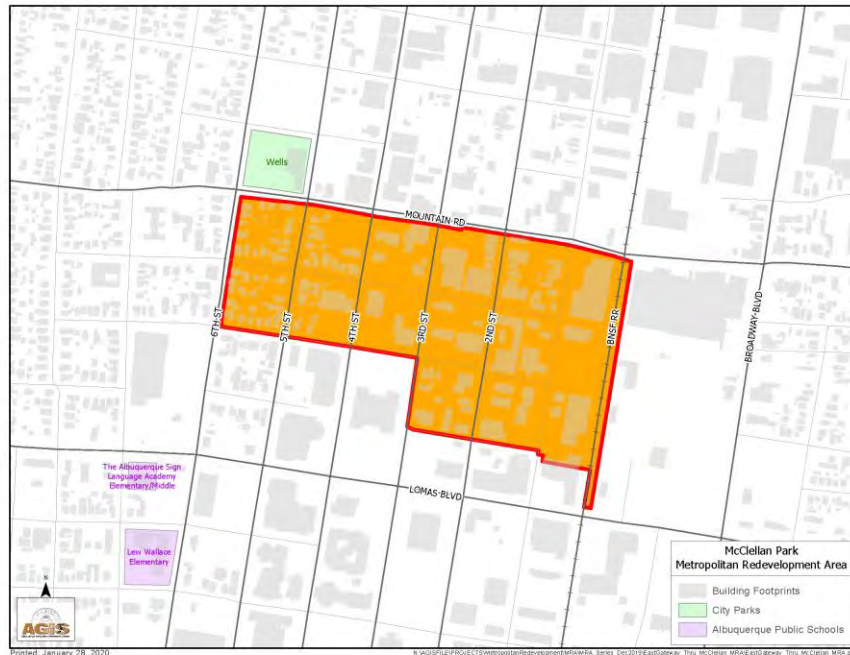 Wells
MOUNTAIN RD
6TH ST
5TH ST
4TH ST
3RD ST
2ND ST
BNSF RR
BROADWAY BLVD
The Albuquerque Sign
Language Academy
Elementary/Middle
LOMAS BLVD
Lew Wallace
Elementary
McClellan Park
Metropolitan Redevelopment Area
Building Footprints
City Parks
Albuquerque Public Schools
AGIS
Printed: January 28, 2020